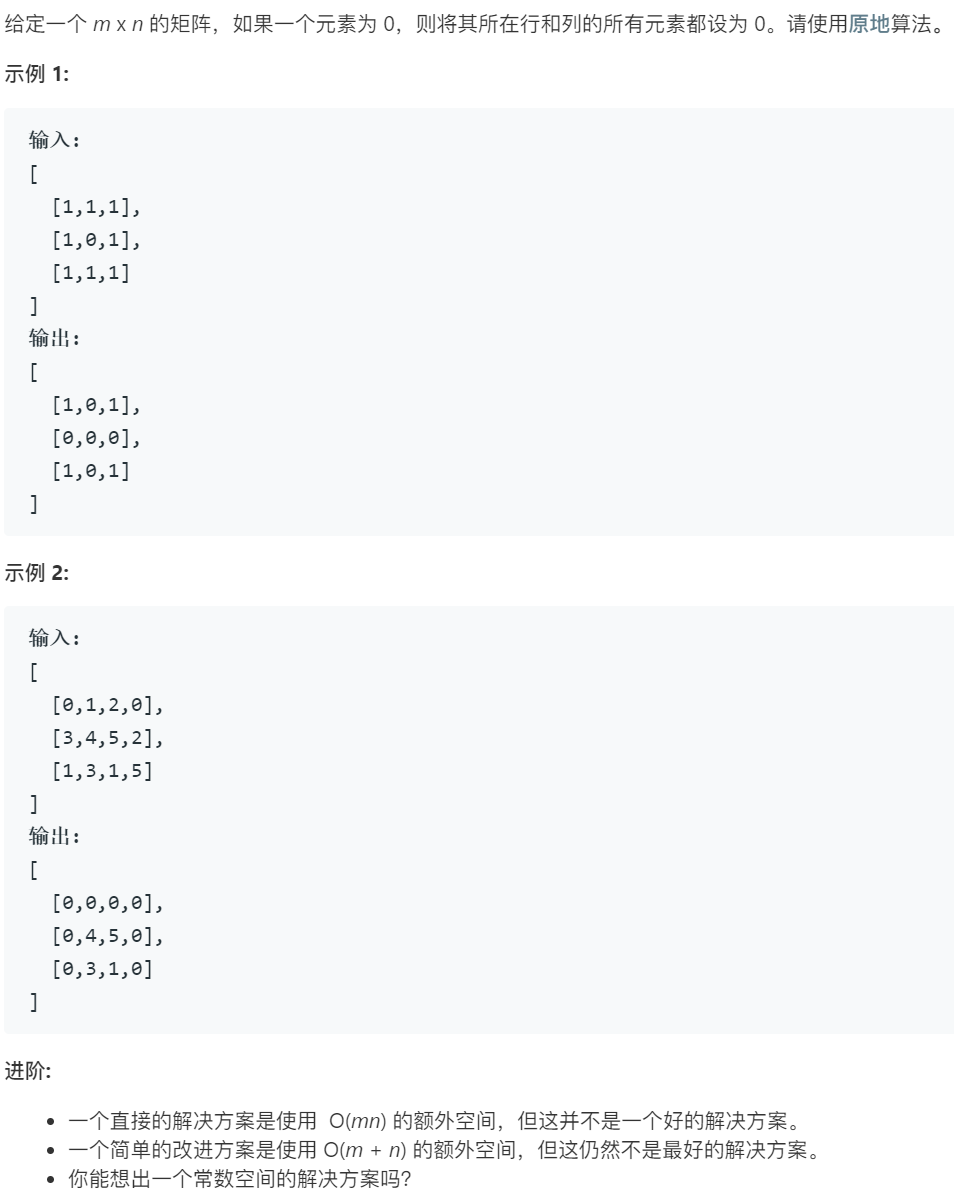 给定一个 m x n 的矩阵，如果一个元素为 0，则将其所在行和列的所有元素都设为 0。请使用原地算法。
示例 1:
输入:
[
[1,1,1],
[1,0,1],
[1,1,1]
]
输出:
[
[1,0,1],
[0,0,0],
[1,0,1]
]
示例 2:
输入:
[
[0,1,2,0],
[3,4,5,2],
[1,3,1,5]
]
输出:
[
[0,0,0,0],
[0,4,5,0],
[0,3,1,0]
]
进阶:
• 一个直接的解决方案是使用 O(mn) 的额外空间，但这并不是一个好的解决方案。
• 一个简单的改进方案是使用 O(m + n) 的额外空间，但这仍然不是最好的解决方案。
• 你能想出一个常数空间的解决方案吗？